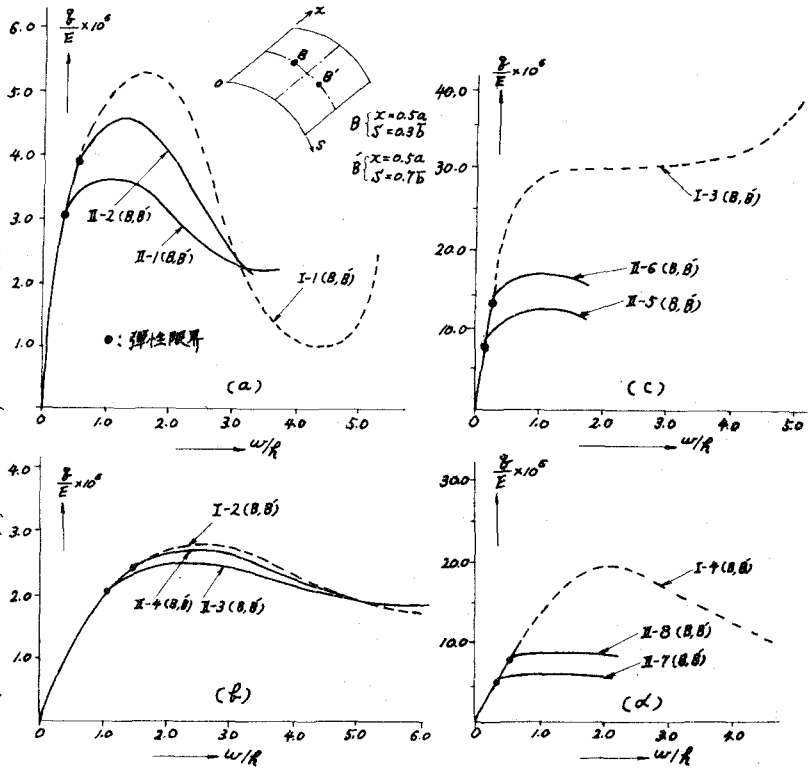 q/E ×10⁶
5.0
4.0
3.0
2.0
1.0
0
1.0
2.0
3.0
4.0
5.0
w/h
x
B
B'
0
S
B { x=0.5a
S=0.3b
B' { x=0.5a
S=0.7b
II-2 (B,B')
II-1 (B,B')
I-1 (B,B')
●: 弾性限界
(a)
q/E ×10⁶
40.0
30.0
20.0
10.0
0
1.0
2.0
3.0
4.0
5.0
w/h
I-3 (B,B')
II-6 (B,B')
II-5 (B,B')
(c)
q/E ×10⁶
4.0
3.0
2.0
1.0
0
1.0
2.0
3.0
4.0
5.0
6.0
w/h
I-2 (B,B')
II-4 (B,B')
II-3 (B,B')
(b)
q/E ×10⁶
30.0
20.0
10.0
0
1.0
2.0
3.0
4.0
w/h
I-4 (B,B')
II-8 (B,B')
II-7 (B,B')
(d)